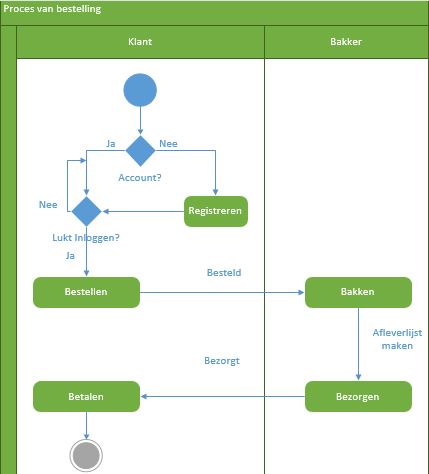 Proces van bestelling
Klant
Bakker
Ja
Nee
Account?
Nee
Registreren
Lukt Inloggen?
Ja
Besteld
Bestellen
Bakken
Afleverlijst
maken
Bezorgt
Betalen
Bezorgen